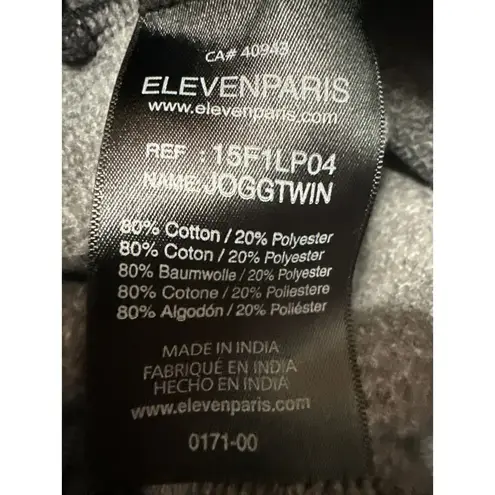 CA# 40943
ELEVENPARIS
www.elevenparis.com
REF : 15F1LP04
NAME:JOGGTWIN
80% Cotton / 20% Polyester
80% Coton / 20% Polyester
80% Baumwolle / 20% Polyester
80% Cotone / 20% Poliestere
80% Algodón / 20% Poliéster
MADE IN INDIA
FABRIQUÉ EN INDIA
HECHO EN INDIA
www.elevenparis.com
0171-00